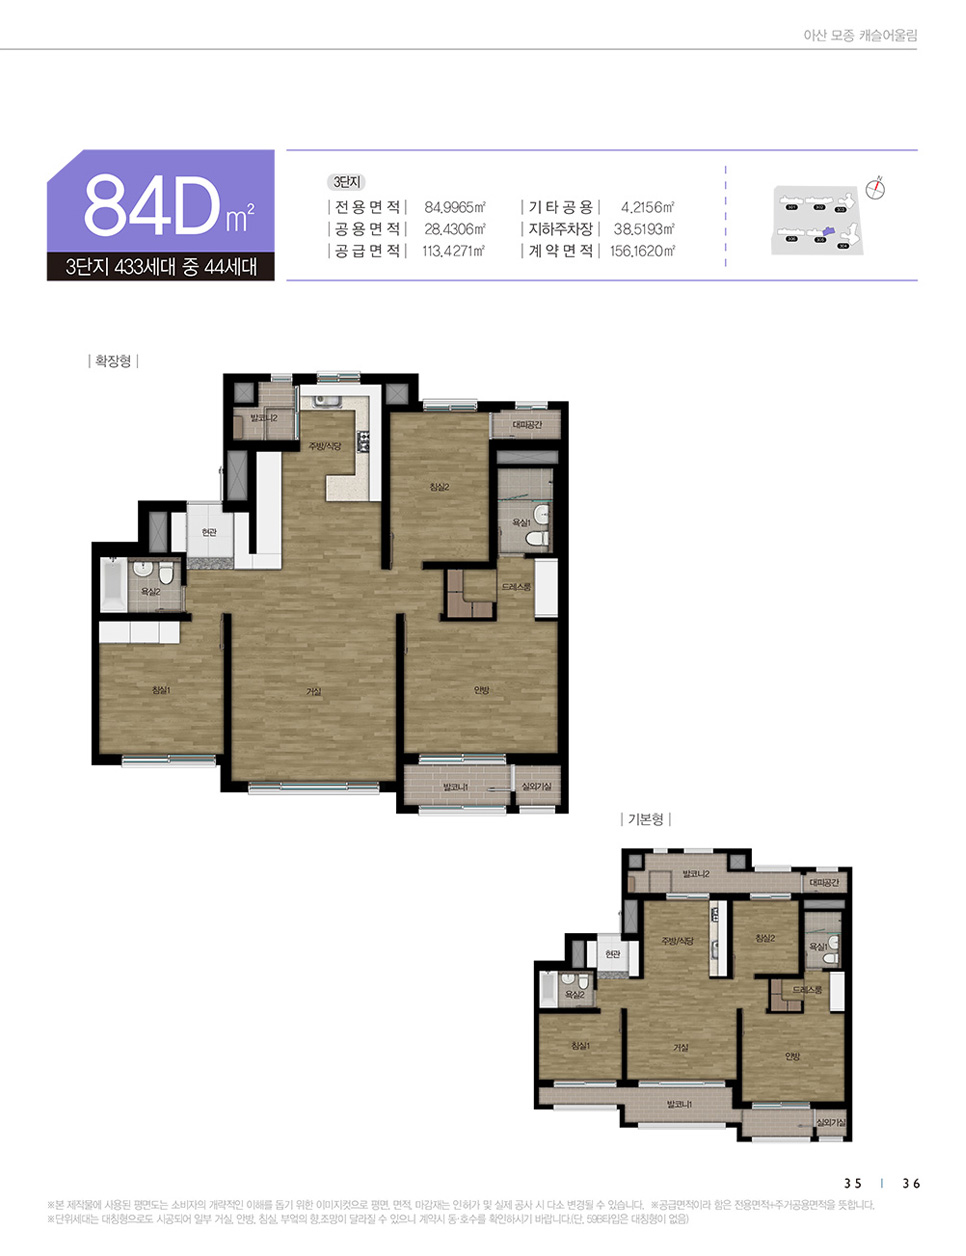 아산 모종 캐슬어울림
84D㎡
3단지 433세대 중 44세대
3단지
전용면적 84.9965㎡ 기타공용 4.2156㎡
공용면적 28.4306㎡ 지하주차장 38.5193㎡
공급면적 113.4271㎡ 계약면적 156.1620㎡
N
301 302 303
306 305 304
확장형
발코니2
주방/식당
대피공간
침실2
욕실1
현관
욕실2
드레스룸
침실1
거실
안방
발코니1
실외기실
기본형
발코니2
대피공간
주방/식당
침실2
욕실1
현관
욕실2
드레스룸
침실1
거실
안방
발코니1
실외기실
35 | 36
※본 제작물에 사용된 평면도는 소비자의 개략적인 이해를 돕기 위한 이미지컷으로 평면, 면적, 마감재는 인·허가 및 실제 공사 시 다소 변경될 수 있습니다. ※공급면적이라 함은 전용면적+주거공용면적을 뜻합니다.
※단위세대는 대칭형으로도 시공되어 일부 거실, 안방, 침실, 부엌의 향,조망이 달라질 수 있으니 계약시 동·호수를 확인하시기 바랍니다.(단, 59B타입은 대칭형이 없음)